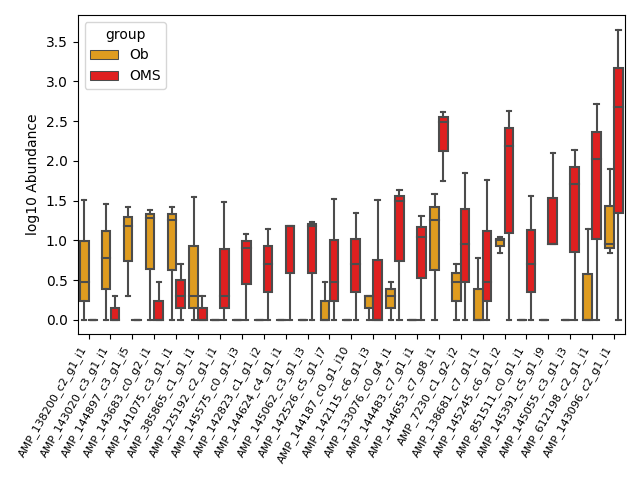 group
Ob
OMS
log10 Abundance
3.5
3.0
2.5
2.0
1.5
1.0
0.5
0.0
AMP_138200_c2_g1_i1
AMP_143020_c3_g1_i1
AMP_144897_c3_g1_i5
AMP_143683_c0_g2_i1
AMP_141075_c3_g1_i1
AMP_385865_c1_g1_i1
AMP_125192_c2_g1_i1
AMP_145575_c0_g1_i3
AMP_142823_c1_g1_i2
AMP_144624_c4_g1_i1
AMP_145062_c3_g1_i3
AMP_142526_c5_g1_i7
AMP_144187_c0_g1_i10
AMP_142115_c6_g1_i3
AMP_133076_c0_g4_i1
AMP_144483_c7_g1_i1
AMP_144653_c7_g8_i1
AMP_7230_c1_g2_i2
AMP_138681_c7_g1_i1
AMP_145245_c6_g1_i2
AMP_851511_c0_g1_i1
AMP_145391_c5_g1_i9
AMP_145055_c3_g1_i3
AMP_612198_c2_g1_i1
AMP_143096_c2_g1_i1